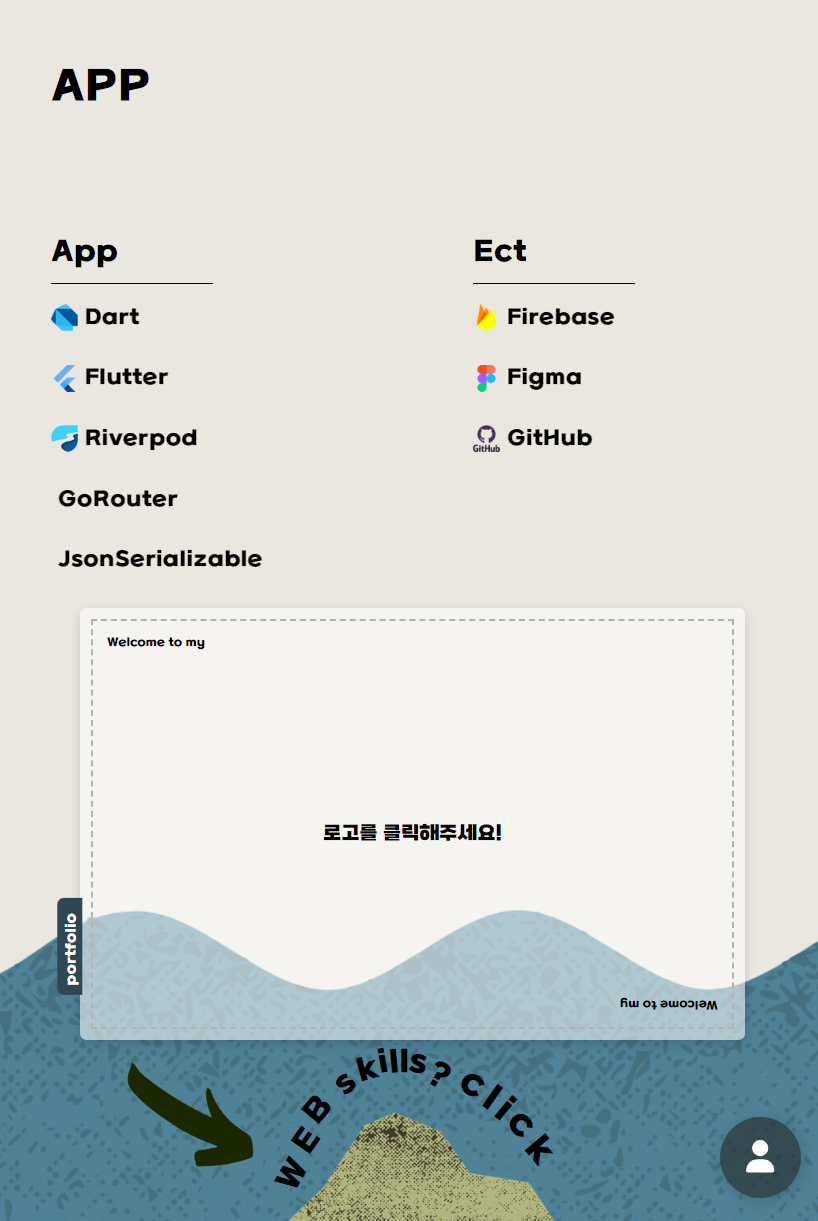 APP
App
Dart
Flutter
Riverpod
GoRouter
JsonSerializable
Ect
Firebase
Figma
GitHub
GitHub
Welcome to my
로고를 클릭해주세요!
portfolio
Welcome to my
WEB skills? click